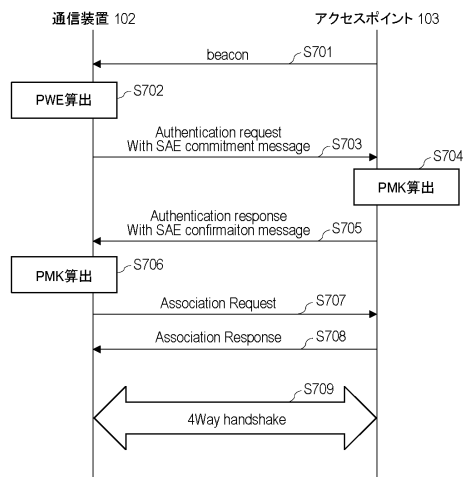 通信装置 102
アクセスポイント 103
beacon
S701
PWE算出
S702
Authentication request
With SAE commitment message
S703
S704
PMK算出
Authentication response
With SAE confirmaiton message
S705
PMK算出
S706
Association Request
S707
Association Response
S708
S709
4Way handshake